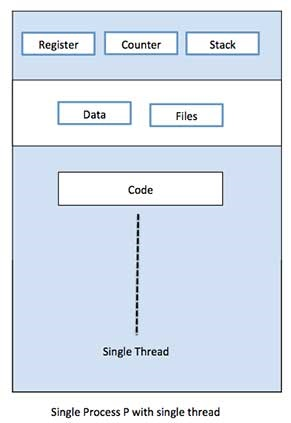 Register Counter Stack
Data Files
Code
Single Thread
Single Process P with single thread